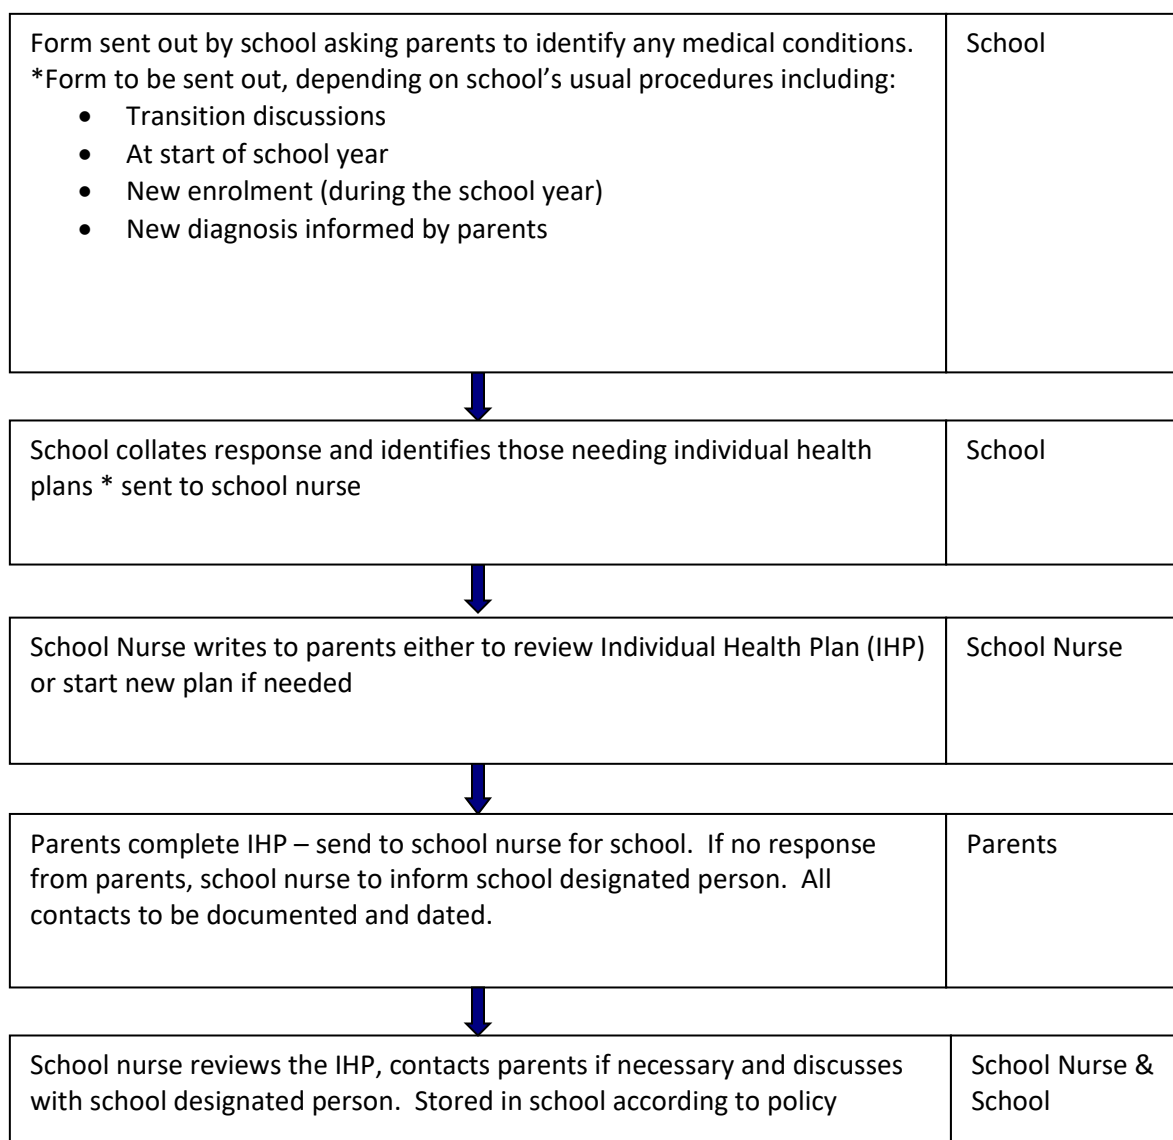 Form sent out by school asking parents to identify any medical conditions.
*Form to be sent out, depending on school’s usual procedures including:
• Transition discussions
• At start of school year
• New enrolment (during the school year)
• New diagnosis informed by parents
School
School collates response and identifies those needing individual health
plans * sent to school nurse
School
School Nurse writes to parents either to review Individual Health Plan (IHP)
or start new plan if needed
School Nurse
Parents complete IHP – send to school nurse for school.  If no response
from parents, school nurse to inform school designated person.  All
contacts to be documented and dated.
Parents
School nurse reviews the IHP, contacts parents if necessary and discusses
with school designated person.  Stored in school according to policy
School Nurse &
School